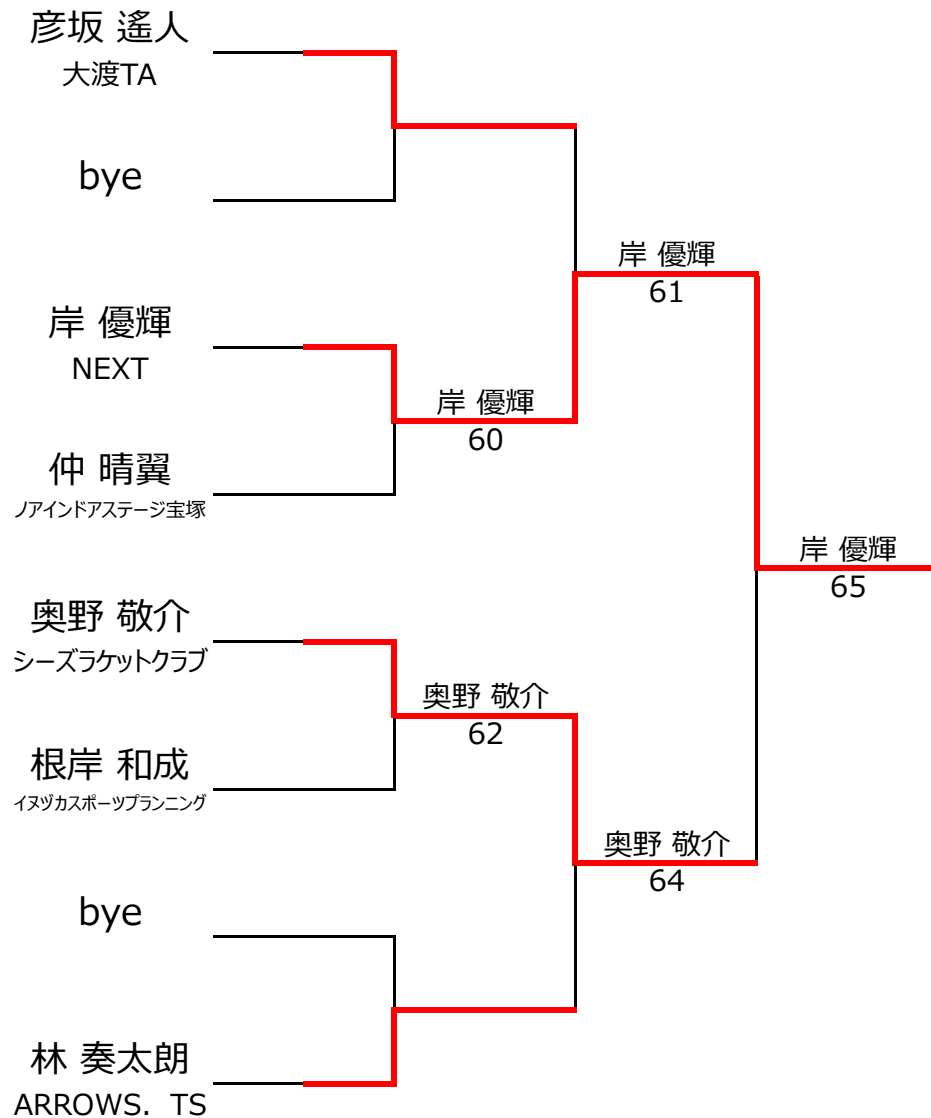 彦坂 遙人
大渡TA
bye
岸 優輝
NEXT
仲 晴翼
ノアインドアステージ宝塚
奥野 敬介
シーズラケットクラブ
根岸 和成
イヌヅカスポーツプランニング
bye
林 奏太朗
ARROWS．TS
岸 優輝
60
奥野 敬介
62
岸 優輝
61
奥野 敬介
64
岸 優輝
65